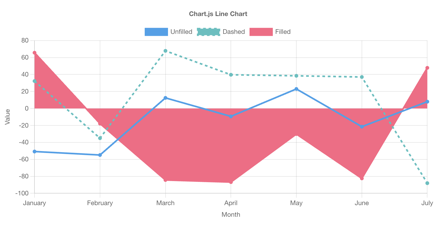 Chart.js Line Chart
Unfilled Dashed Filled
80
60
40
20
0
-20
-40
-60
-80
-100
Value
January February March April May June July
Month